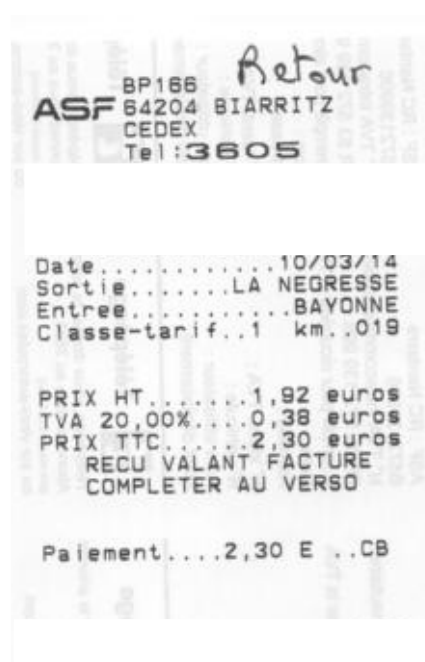 Retour
BP166
ASF 64204 BIARRITZ
CEDEX
Tel:3605
Date............10/03/14
Sortie.......LA NEGRESSE
Entree...........BAYONNE
Classe-tarif..1 km..019
PRIX HT.......1,92 euros
TVA 20,00%....0,38 euros
PRIX TTC......2,30 euros
RECU VALANT FACTURE
COMPLETER AU VERSO
Paiement....2,30 E ..CB